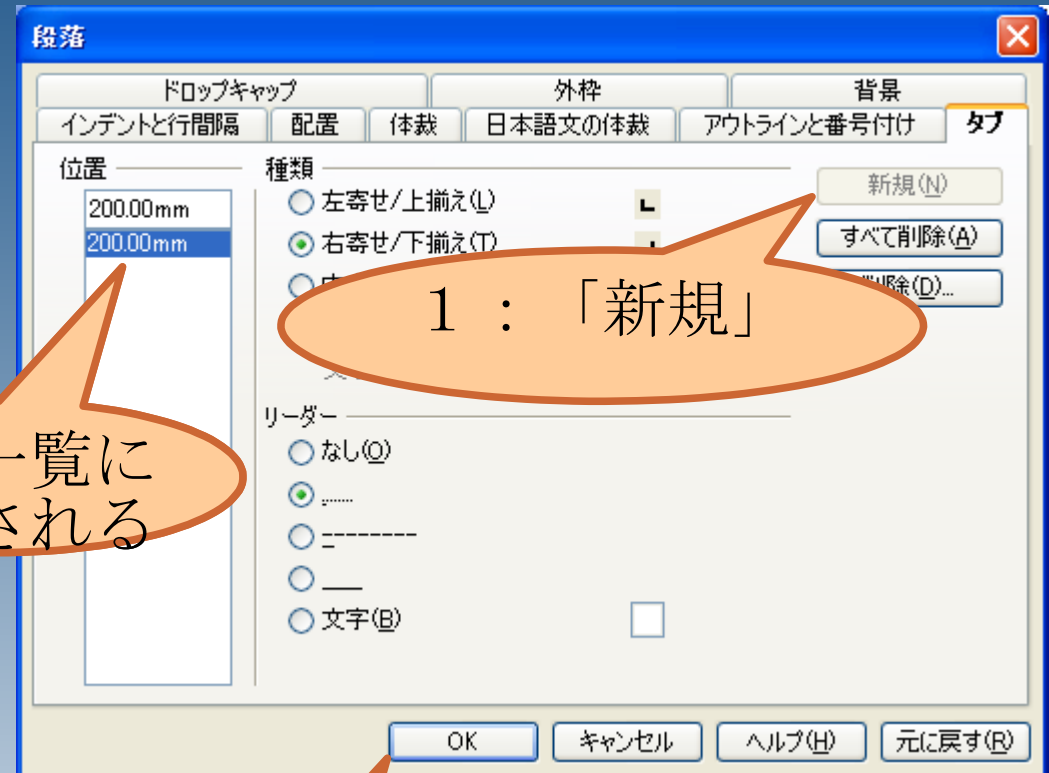 段落
ドロップキャップ 外枠 背景
インデントと行間隔 配置 体裁 日本語文の体裁 アウトラインと番号付け タブ
位置 種類 新規(N)
200.00mm 左寄せ/上揃え(L)
200.00mm 右寄せ/下揃え(T) すべて削除(A)
削除(D)...
1:「新規」
リーダー
一覧に
される
なし(O)
.......
--------
___
文字(B)
OK キャンセル ヘルプ(H) 元に戻す(R)